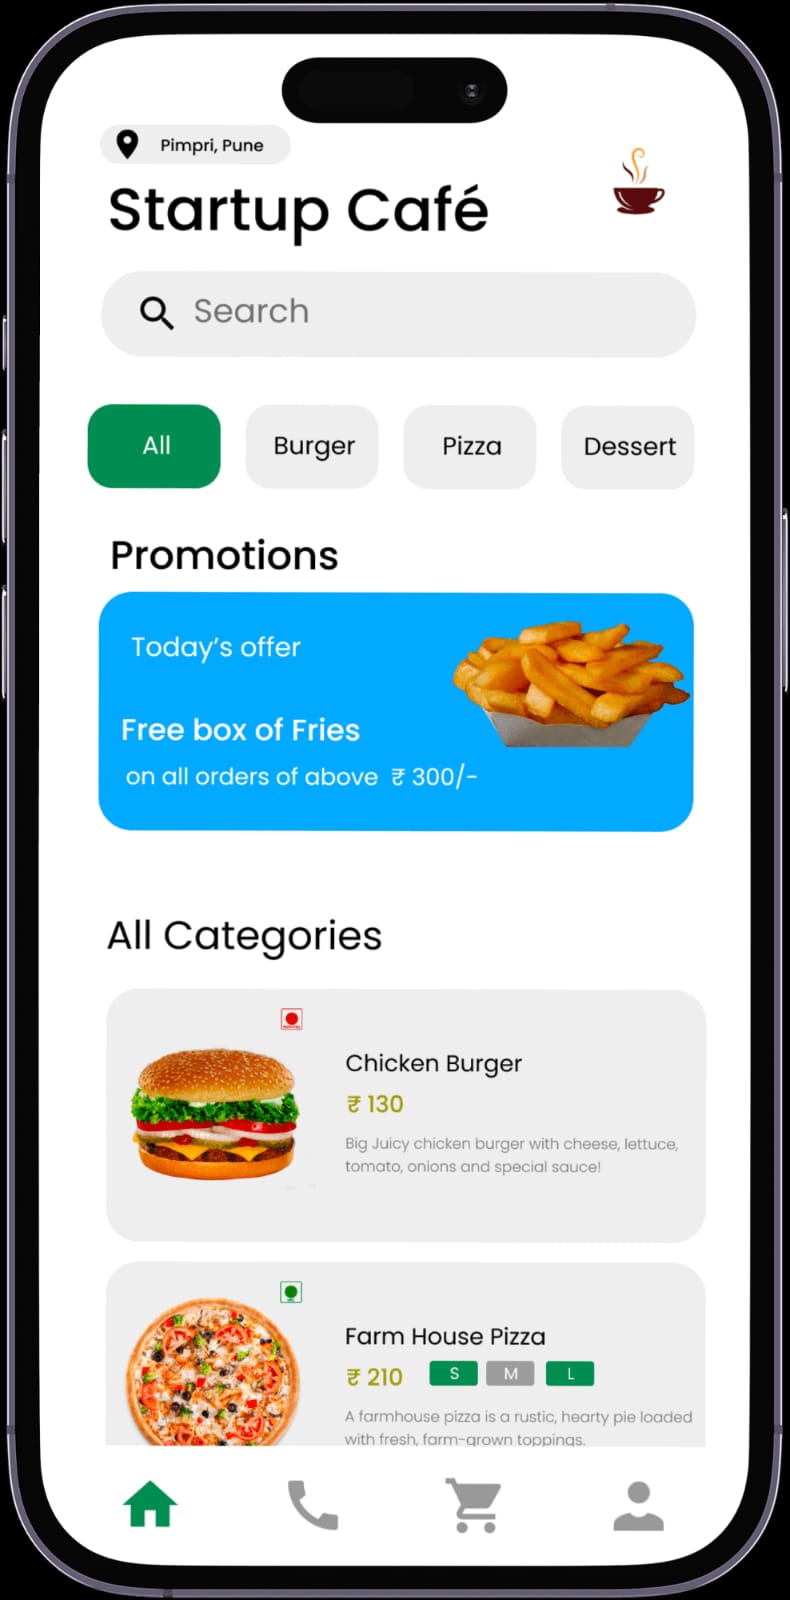 Pimpri, Pune
Startup Café
Search
All
Burger
Pizza
Dessert
Promotions
Today's offer
Free box of Fries
on all orders of above ₹ 300/-
All Categories
Chicken Burger
₹ 130
Big Juicy chicken burger with cheese, lettuce,
tomato, onions and special sauce!
Farm House Pizza
₹ 210 S M L
A farmhouse pizza is a rustic, hearty pie loaded
with fresh, farm-grown toppings.